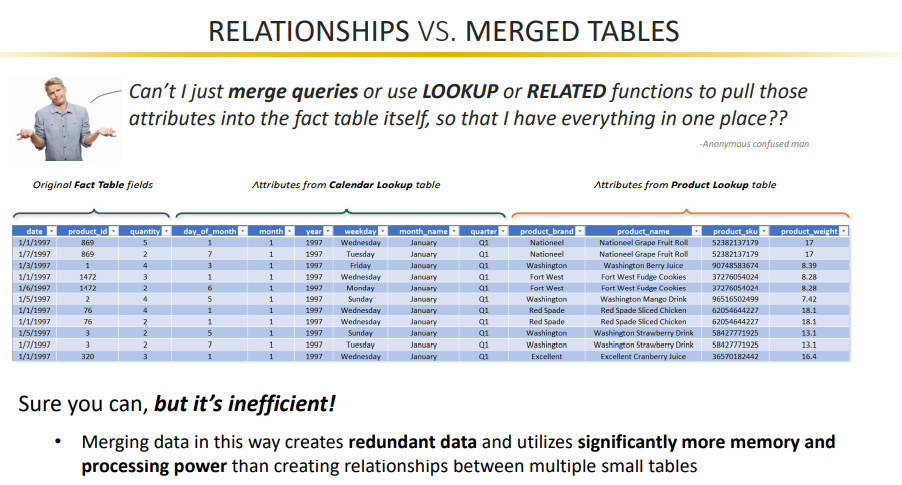 RELATIONSHIPS VS. MERGED TABLES
Can't I just merge queries or use LOOKUP or RELATED functions to pull those
attributes into the fact table itself, so that I have everything in one place??
-Anonymous confused man
Original Fact Table fields
Attributes from Calendar Lookup table
Attributes from Product Lookup table
date product_id quantity day_of_month month year weekday month_name quarter product_brand product_name product_sku product_weight
1/1/1997 869 5 1 1 1997 Wednesday January Q1 Nationeel Nationeel Grape Fruit Roll 52382137179 17
1/7/1997 869 2 7 1 1997 Tuesday January Q1 Nationeel Nationeel Grape Fruit Roll 52382137179 17
1/3/1997 1 4 3 1 1997 Friday January Q1 Washington Washington Berry Juice 90748583674 8.39
1/1/1997 1472 3 1 1 1997 Wednesday January Q1 Fort West Fort West Fudge Cookies 37276054024 8.28
1/6/1997 1472 2 6 1 1997 Monday January Q1 Fort West Fort West Fudge Cookies 37276054024 8.28
1/5/1997 2 4 5 1 1997 Sunday January Q1 Washington Washington Mango Drink 96516502499 7.42
1/1/1997 76 4 1 1 1997 Wednesday January Q1 Red Spade Red Spade Sliced Chicken 62054644227 18.1
1/1/1997 76 2 1 1 1997 Wednesday January Q1 Red Spade Red Spade Sliced Chicken 62054644227 18.1
1/5/1997 3 2 5 1 1997 Sunday January Q1 Washington Washington Strawberry Drink 58427771925 13.1
1/7/1997 3 2 7 1 1997 Tuesday January Q1 Washington Washington Strawberry Drink 58427771925 13.1
1/1/1997 320 3 1 1 1997 Wednesday January Q1 Excellent Excellent Cranberry Juice 36570182442 16.4
Sure you can, but it's inefficient!
• Merging data in this way creates redundant data and utilizes significantly more memory and
processing power than creating relationships between multiple small tables